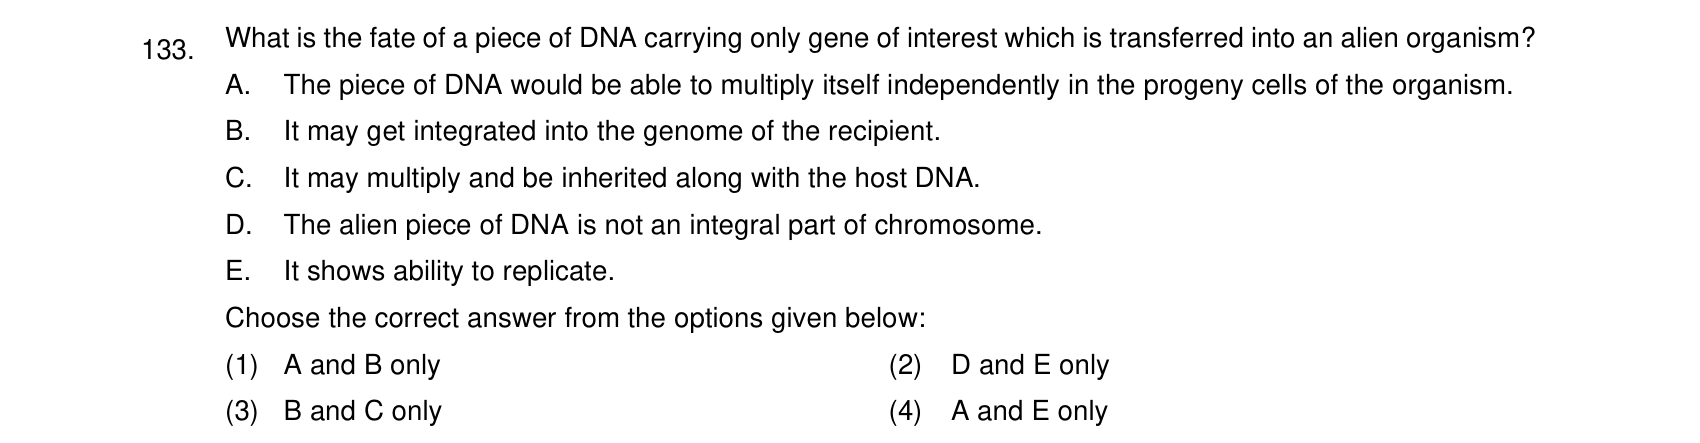 133. What is the fate of a piece of DNA carrying only gene of interest which is transferred into an alien organism?
A. The piece of DNA would be able to multiply itself independently in the progeny cells of the organism.
B. It may get integrated into the genome of the recipient.
C. It may multiply and be inherited along with the host DNA.
D. The alien piece of DNA is not an integral part of chromosome.
E. It shows ability to replicate.
Choose the correct answer from the options given below:
(1) A and B only (2) D and E only
(3) B and C only (4) A and E only